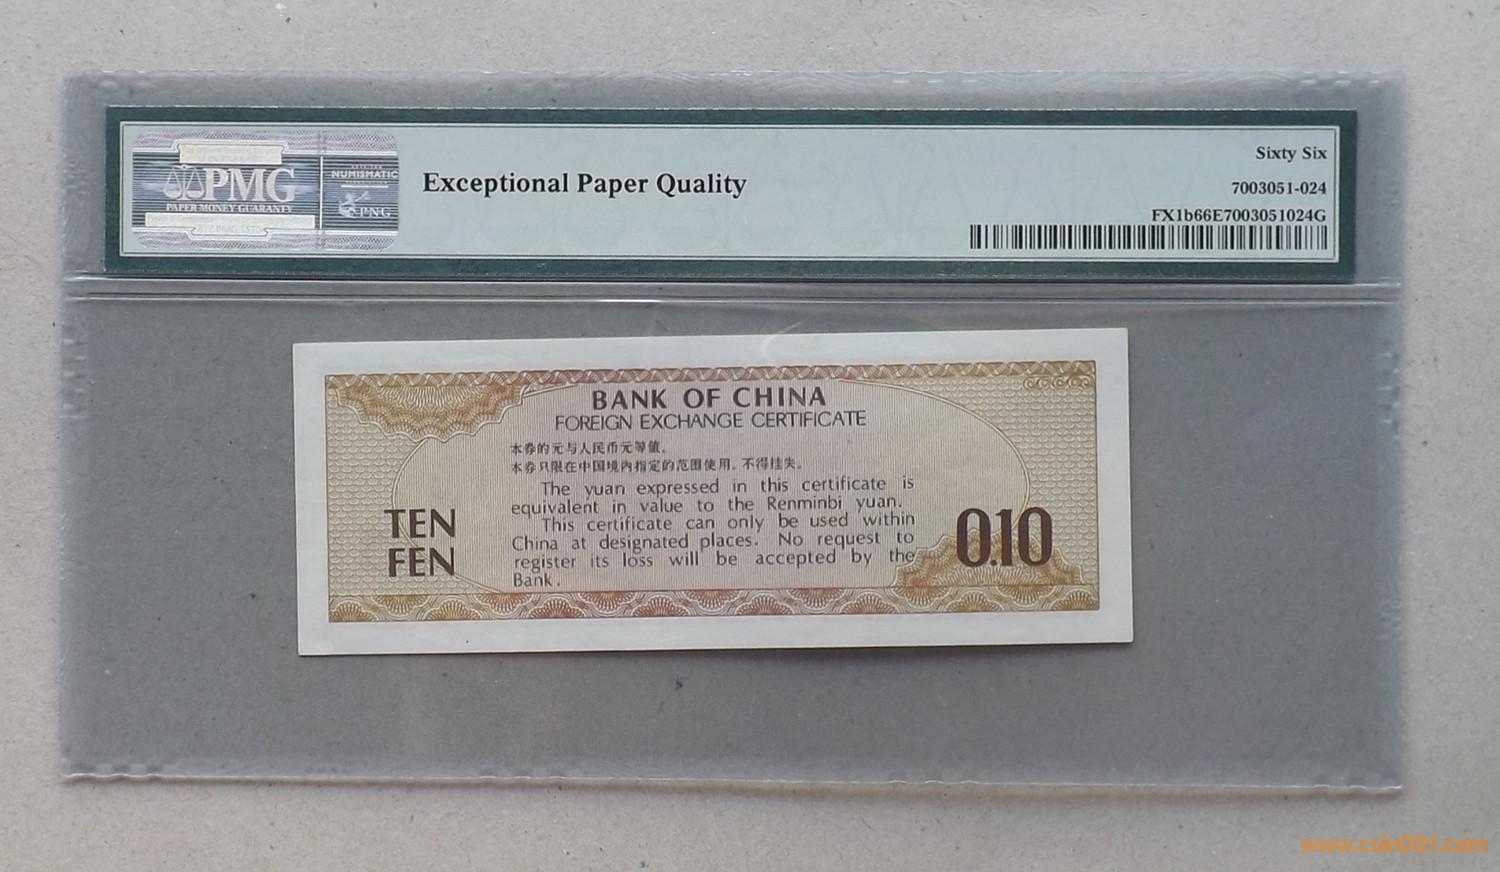 PMG
PAPER MONEY GUARANTY
NUMISMATIC
PNG
Exceptional Paper Quality
Sixty Six
7003051-024
FX1b66E7003051024G
BANK OF CHINA
FOREIGN EXCHANGE CERTIFICATE
本券的元与人民币元等值。
本券只限在中国境内指定的范围使用。不得挂失。
The yuan expressed in this certificate is
equivalent in value to the Renminbi yuan.
This certificate can only be used within
China at designated places. No request to
register its loss will be accepted by the
Bank.
TEN
FEN
0.10
www.coin001.com